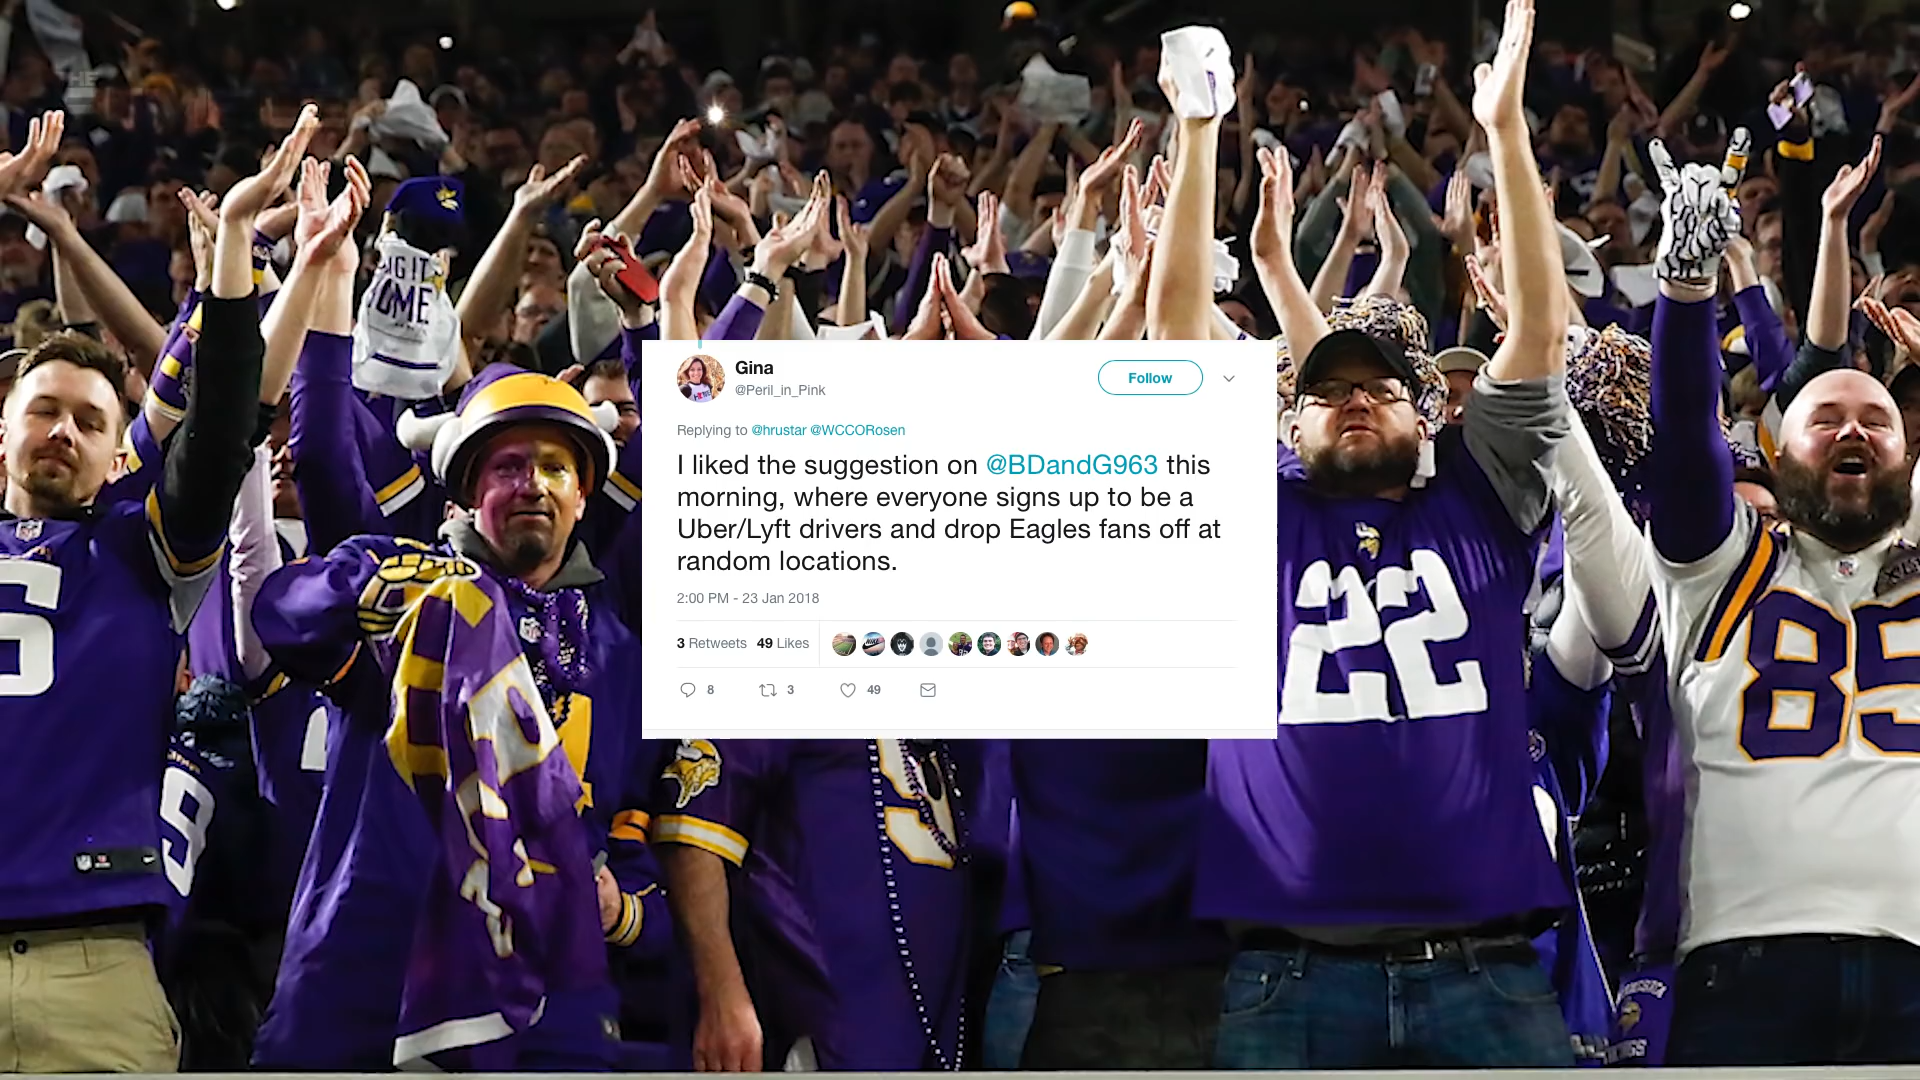 Gina
@Peril_in_Pink
Follow
Replying to @hrustar @WCCORosen
I liked the suggestion on @BDandG963 this
morning, where everyone signs up to be a
Uber/Lyft drivers and drop Eagles fans off at
random locations.
2:00 PM - 23 Jan 2018
3 Retweets 49 Likes
8 3 49
OME
22
85
9